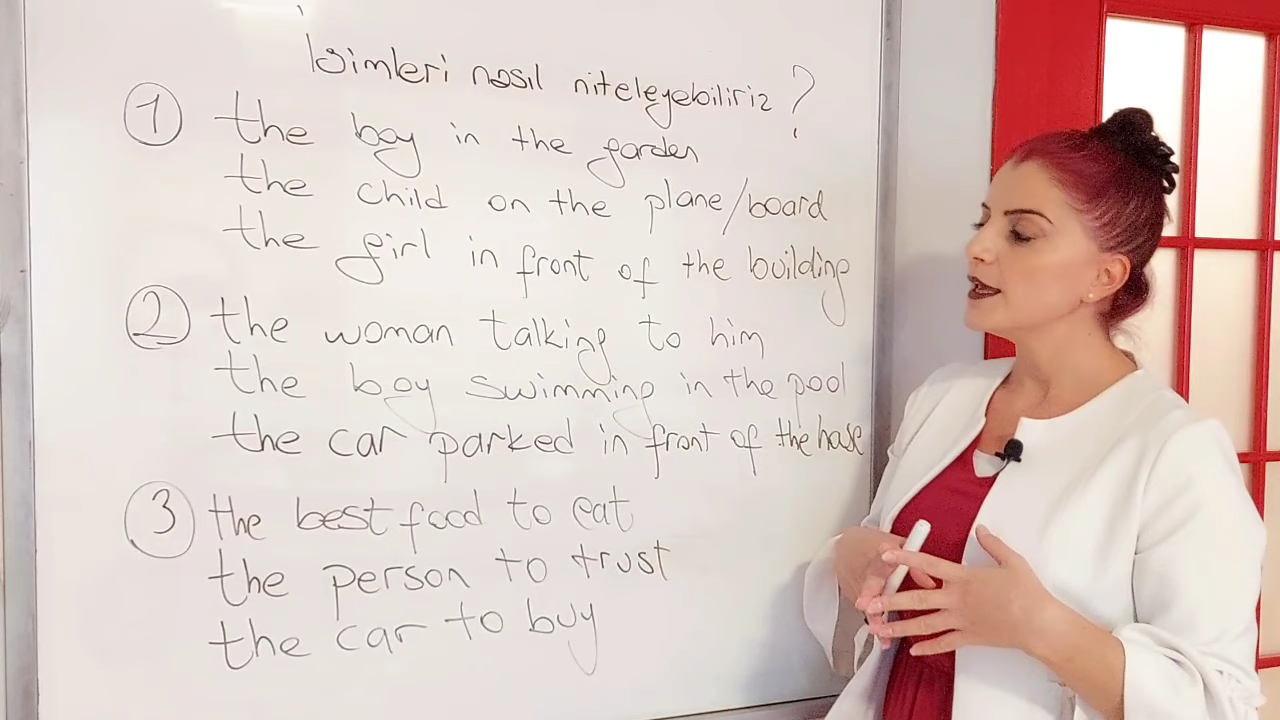 İsimleri nasıl niteleyebiliriz?
① the boy in the garden
the child on the plane/board
the girl in front of the building
② the woman talking to him
the boy swimming in the pool
the car parked in front of the house
③ the best food to eat
the person to trust
the car to buy